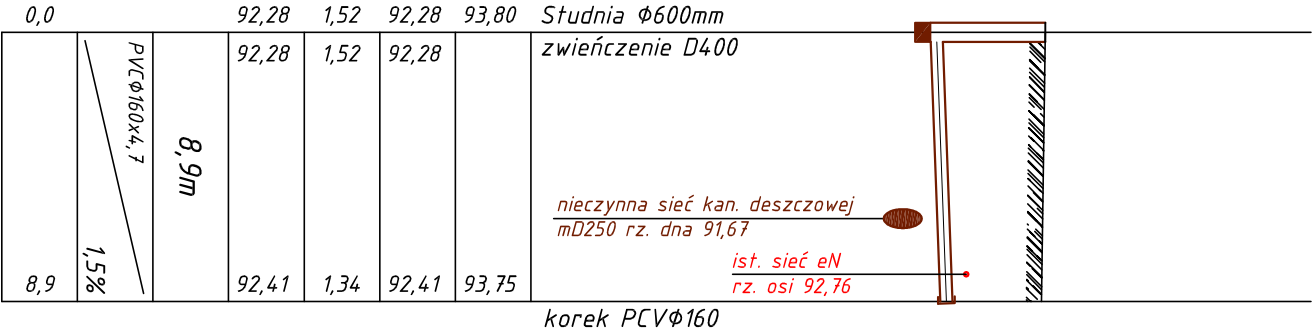 0,0 92,28 1,52 92,28 93,80 Studnia Φ600mm
92,28 1,52 92,28 zwieńczenie D400
PVCΦ160x4,7
8,9m
1,5%
nieczynna sieć kan. deszczowej
mD250 rz. dna 91,67
ist. sieć eN
rz. osi 92,76
8,9 92,41 1,34 92,41 93,75
korek PCVΦ160